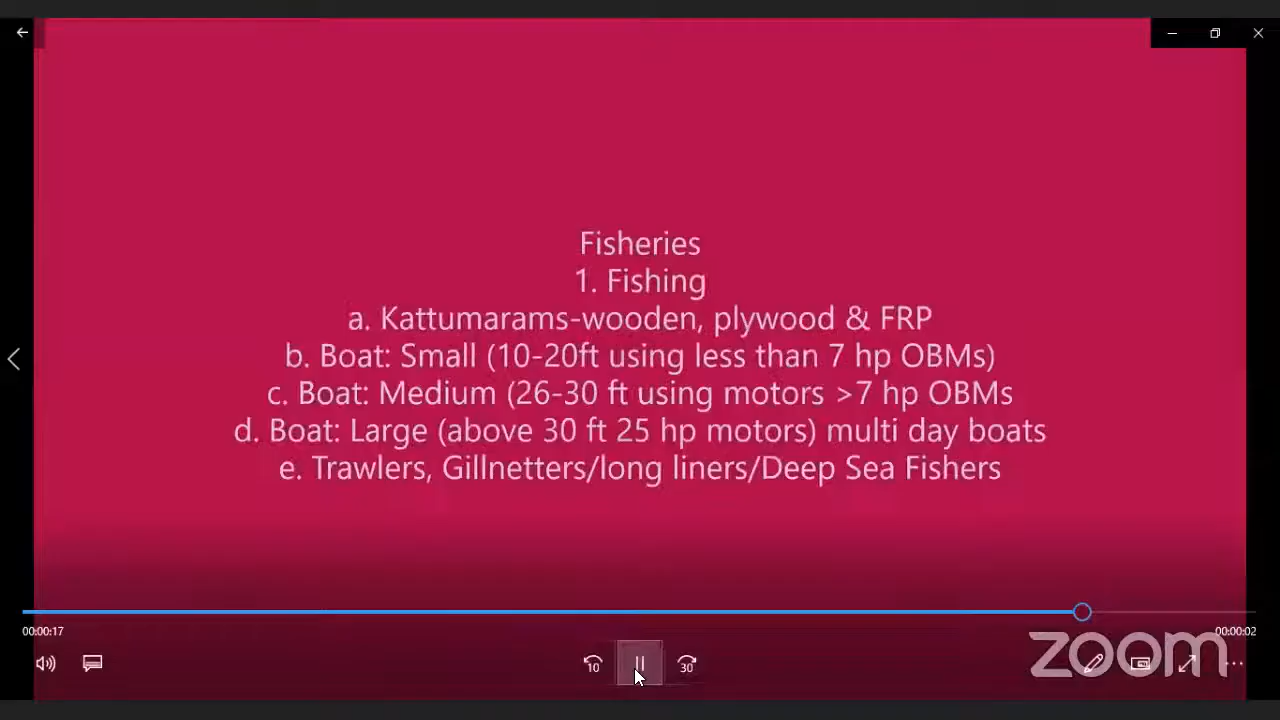 Fisheries
1. Fishing
a. Kattumarams-wooden, plywood & FRP
b. Boat: Small (10-20ft using less than 7 hp OBMs)
c. Boat: Medium (26-30 ft using motors >7 hp OBMs
d. Boat: Large (above 30 ft 25 hp motors) multi day boats
e. Trawlers, Gillnetters/long liners/Deep Sea Fishers
00:00:17
00:00:02
10
30
zoom